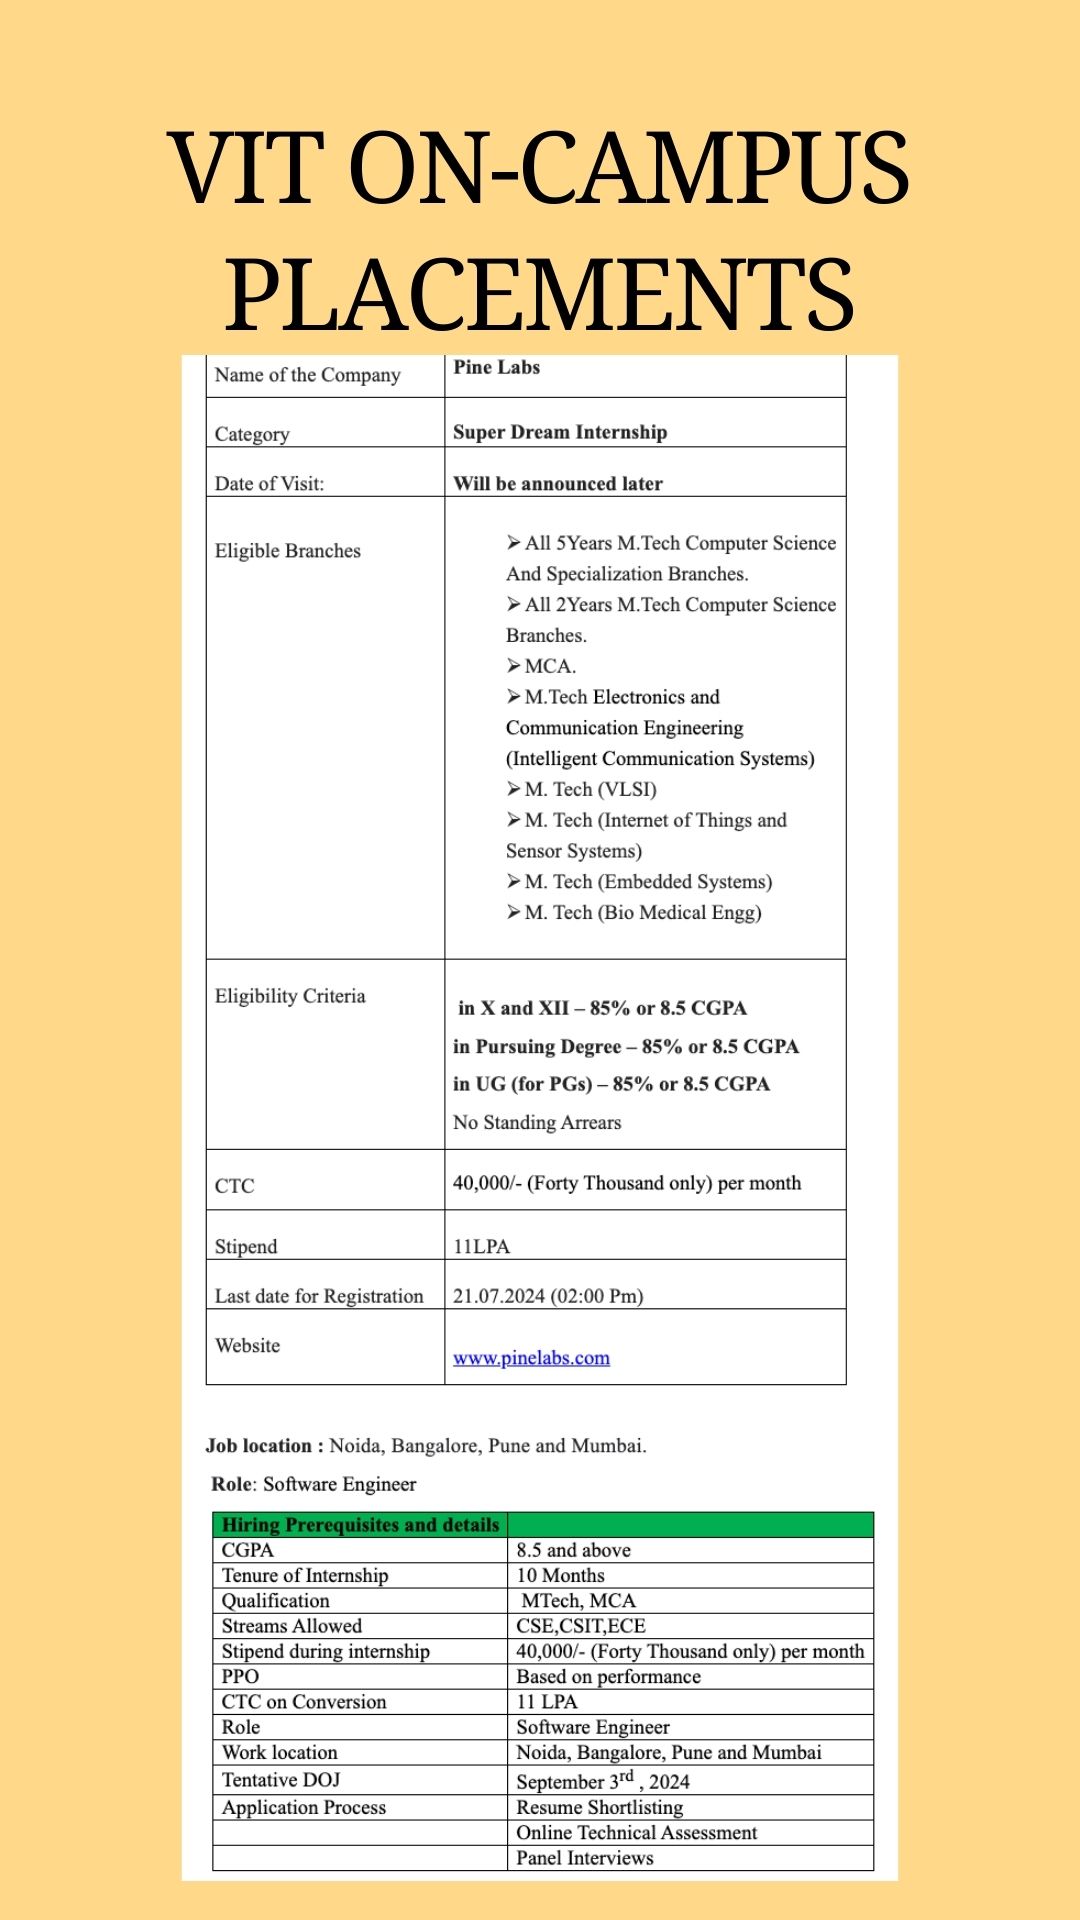 VIT ON-CAMPUS
PLACEMENTS
Name of the Company Pine Labs
Category Super Dream Internship
Date of Visit: Will be announced later
Eligible Branches
➢ All 5Years M.Tech Computer Science
And Specialization Branches.
➢ All 2Years M.Tech Computer Science
Branches.
➢ MCA.
➢ M.Tech Electronics and
Communication Engineering
(Intelligent Communication Systems)
➢ M. Tech (VLSI)
➢ M. Tech (Internet of Things and
Sensor Systems)
➢ M. Tech (Embedded Systems)
➢ M. Tech (Bio Medical Engg)
Eligibility Criteria
in X and XII – 85% or 8.5 CGPA
in Pursuing Degree – 85% or 8.5 CGPA
in UG (for PGs) – 85% or 8.5 CGPA
No Standing Arrears
CTC 40,000/- (Forty Thousand only) per month
Stipend 11LPA
Last date for Registration 21.07.2024 (02:00 Pm)
Website
www.pinelabs.com
Job location : Noida, Bangalore, Pune and Mumbai.
Role: Software Engineer
Hiring Prerequisites and details
CGPA 8.5 and above
Tenure of Internship 10 Months
Qualification MTech, MCA
Streams Allowed CSE,CSIT,ECE
Stipend during internship 40,000/- (Forty Thousand only) per month
PPO Based on performance
CTC on Conversion 11 LPA
Role Software Engineer
Work location Noida, Bangalore, Pune and Mumbai
Tentative DOJ September 3rd , 2024
Application Process Resume Shortlisting
Online Technical Assessment
Panel Interviews